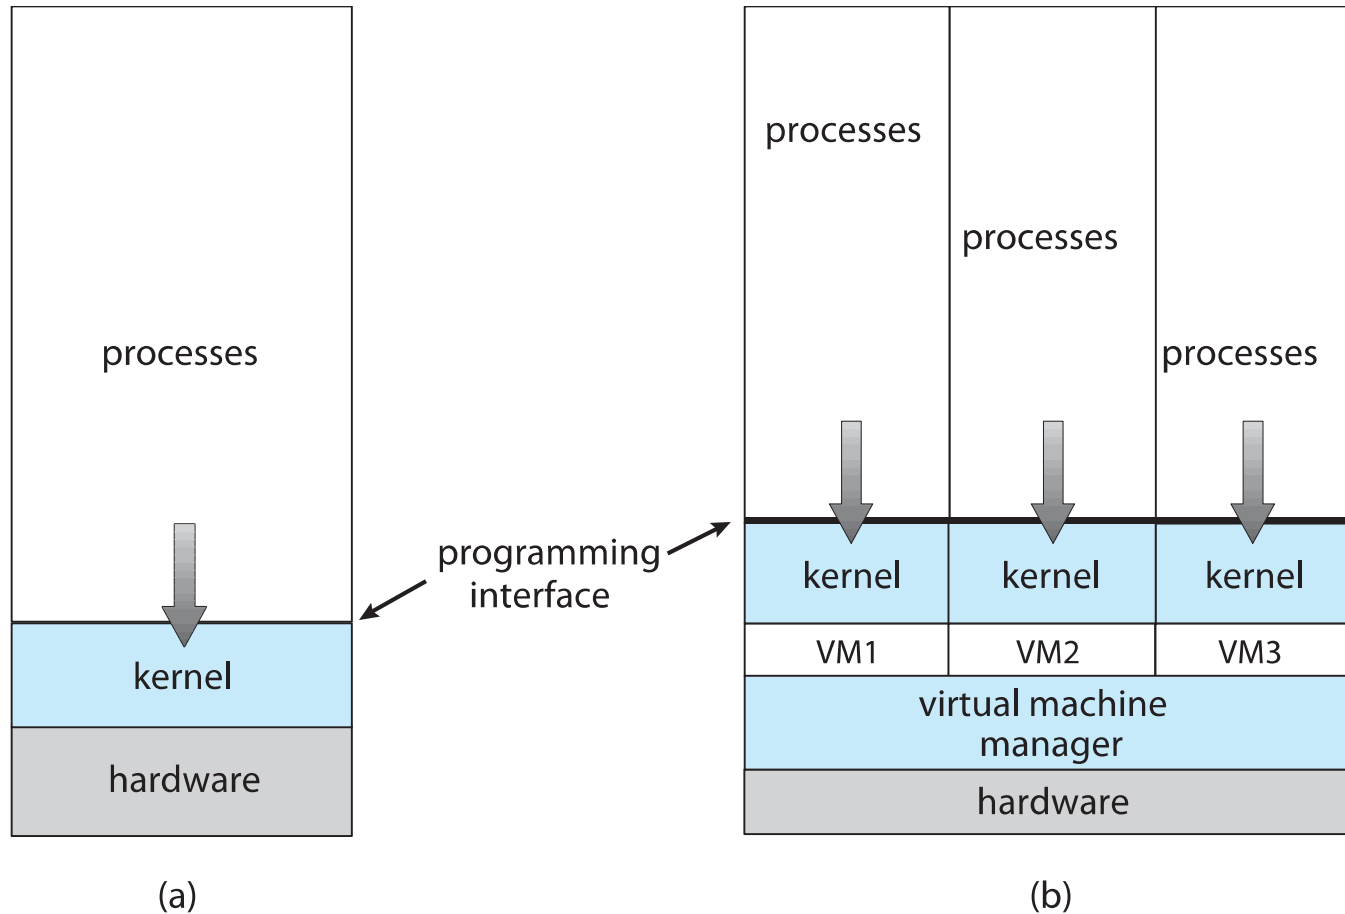 processes
programming
interface
kernel
hardware
(a)
processes
processes
processes
kernel
kernel
kernel
VM1
VM2
VM3
virtual machine
manager
hardware
(b)